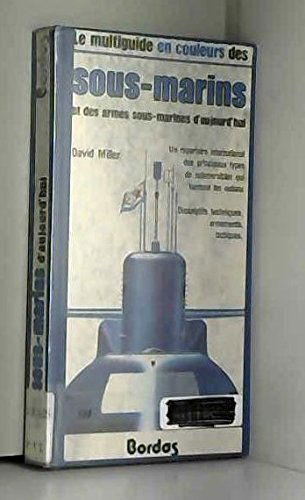 Le multiguide en couleurs des
sous-marins
et des armes sous-marines d'aujourd'hui
David Miller
Un répertoire international
des principaux types
de submersibles qui
hantent les océans
Descriptifs techniques,
armements,
tactiques.
Bordas
sous-marins d'aujourd'hui